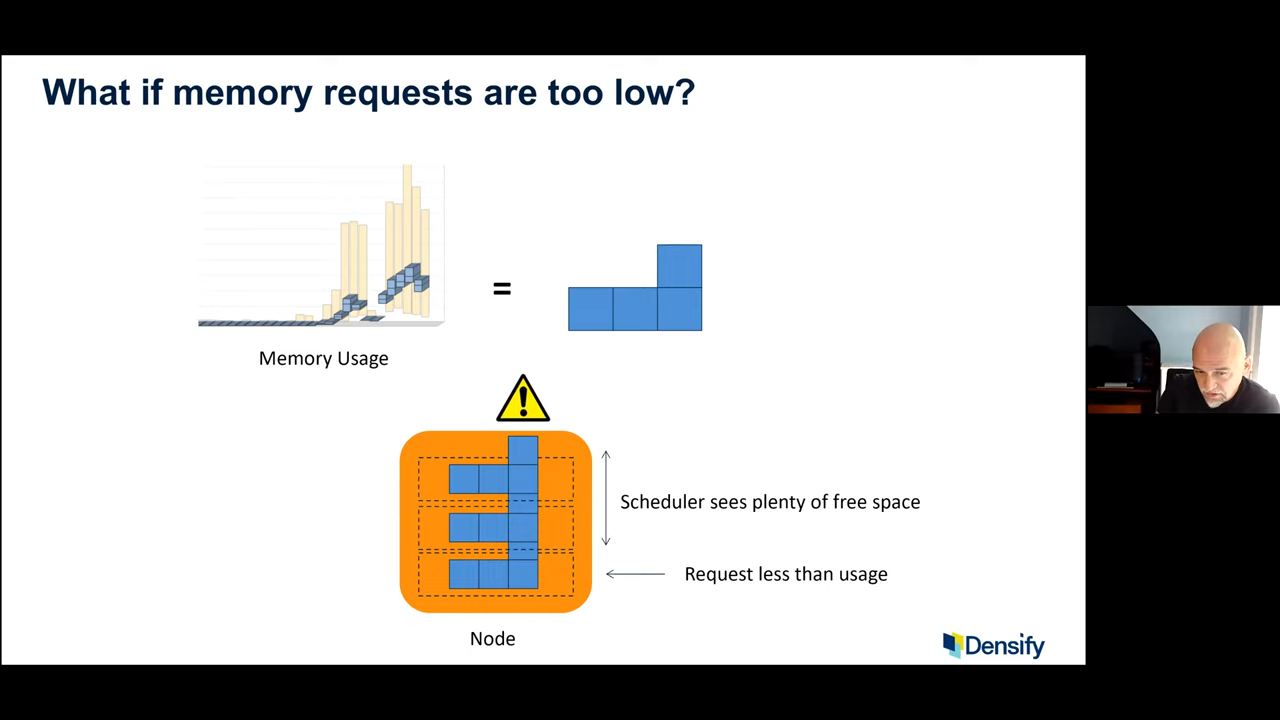 What if memory requests are too low?
=
Memory Usage
Scheduler sees plenty of free space
Request less than usage
Node
Densify